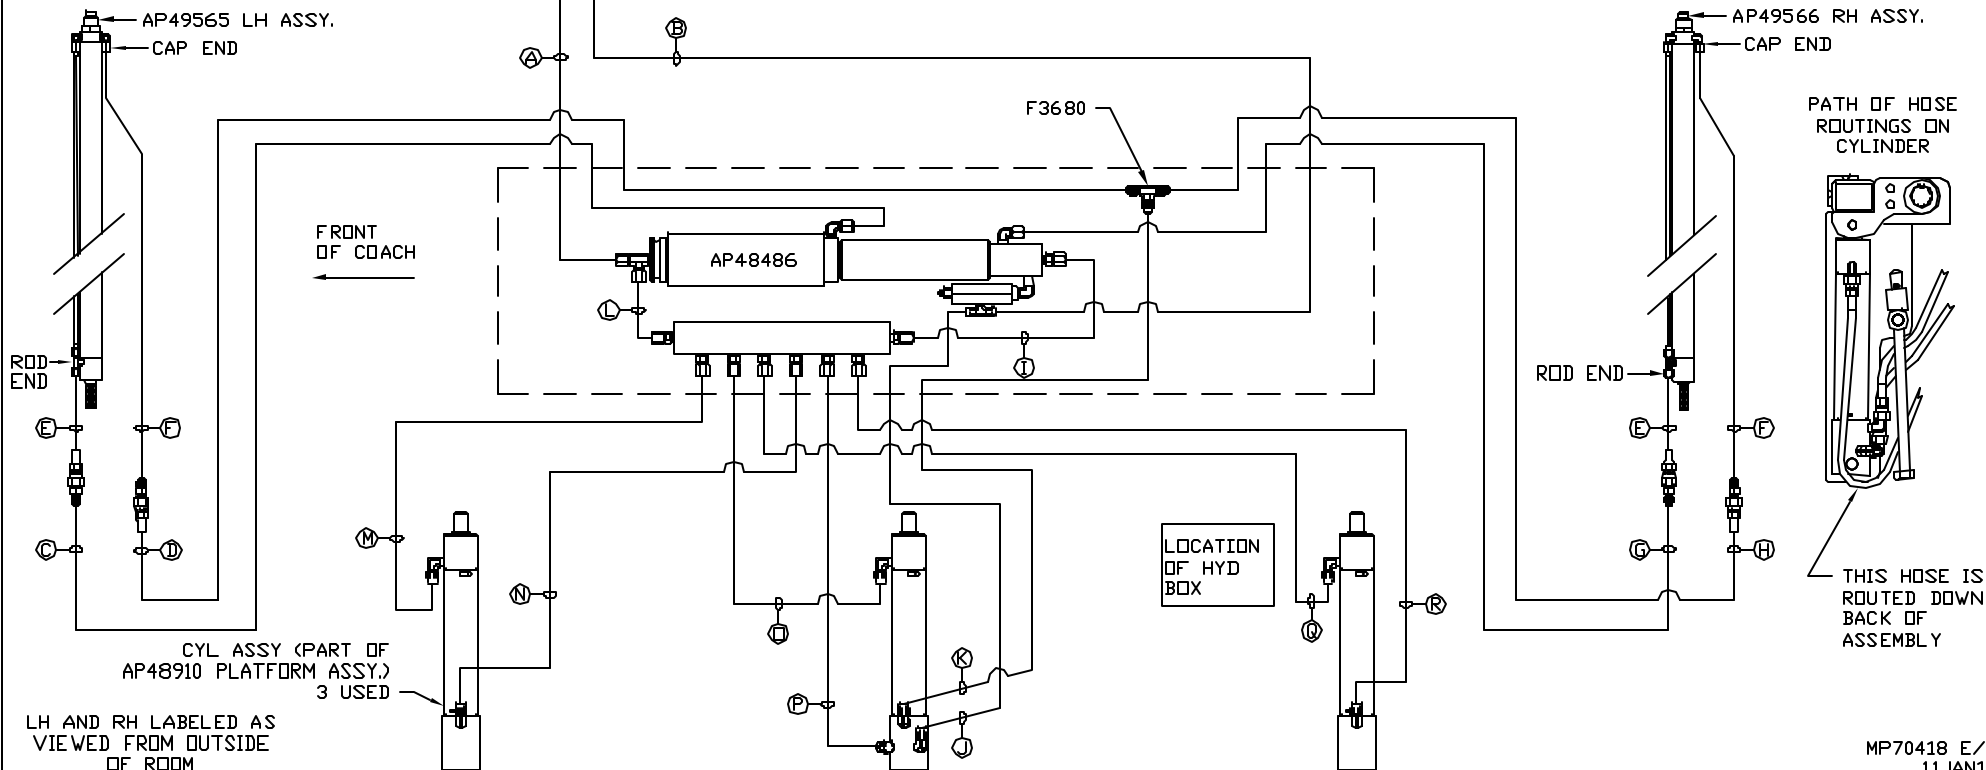 AP49565 LH ASSY.
CAP END
B
A
AP49566 RH ASSY.
CAP END
F3680
PATH OF HOSE
ROUTINGS ON
CYLINDER
FRONT
OF COACH
AP48486
L
I
ROD
END
ROD END
E
F
E
F
C
D
M
N
O
LOCATION
OF HYD
BOX
Q
R
G
H
THIS HOSE IS
ROUTED DOWN
BACK OF
ASSEMBLY
CYL ASSY (PART OF
AP48910 PLATFORM ASSY.)
3 USED
K
P
J
LH AND RH LABELED AS
VIEWED FROM OUTSIDE
OF ROOM
MP70418 E/
11JAN1